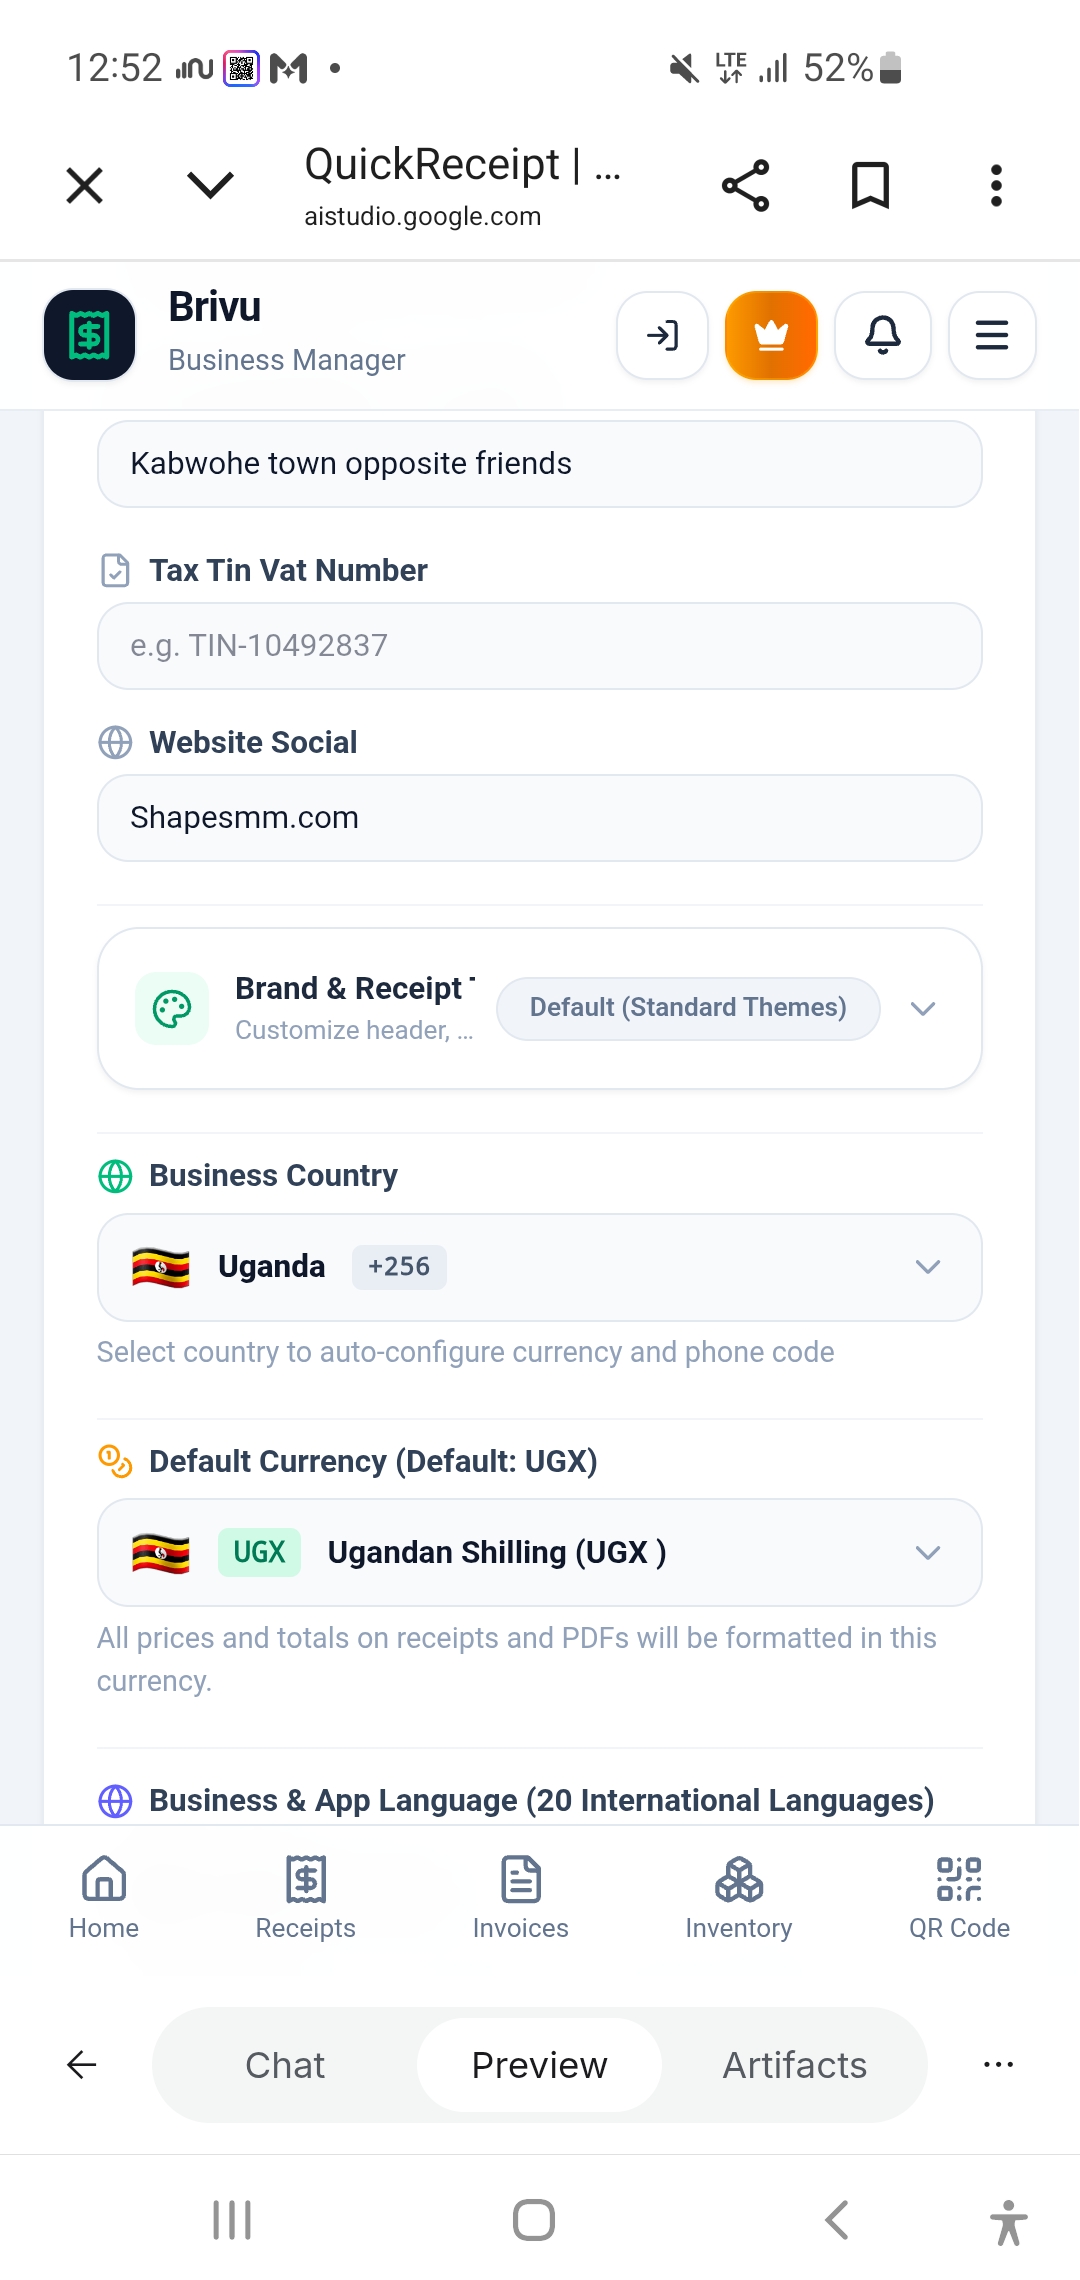 12:52
LTE
52%
QuickReceipt | ...
aistudio.google.com
Brivu
Business Manager
Kabwohe town opposite friends
Tax Tin Vat Number
e.g. TIN-10492837
Website Social
Shapesmm.com
Brand & Receipt
Customize header, ...
Default (Standard Themes)
Business Country
Uganda +256
Select country to auto-configure currency and phone code
Default Currency (Default: UGX)
UGX Ugandan Shilling (UGX )
All prices and totals on receipts and PDFs will be formatted in this
currency.
Business & App Language (20 International Languages)
Home
Receipts
Invoices
Inventory
QR Code
Chat
Preview
Artifacts